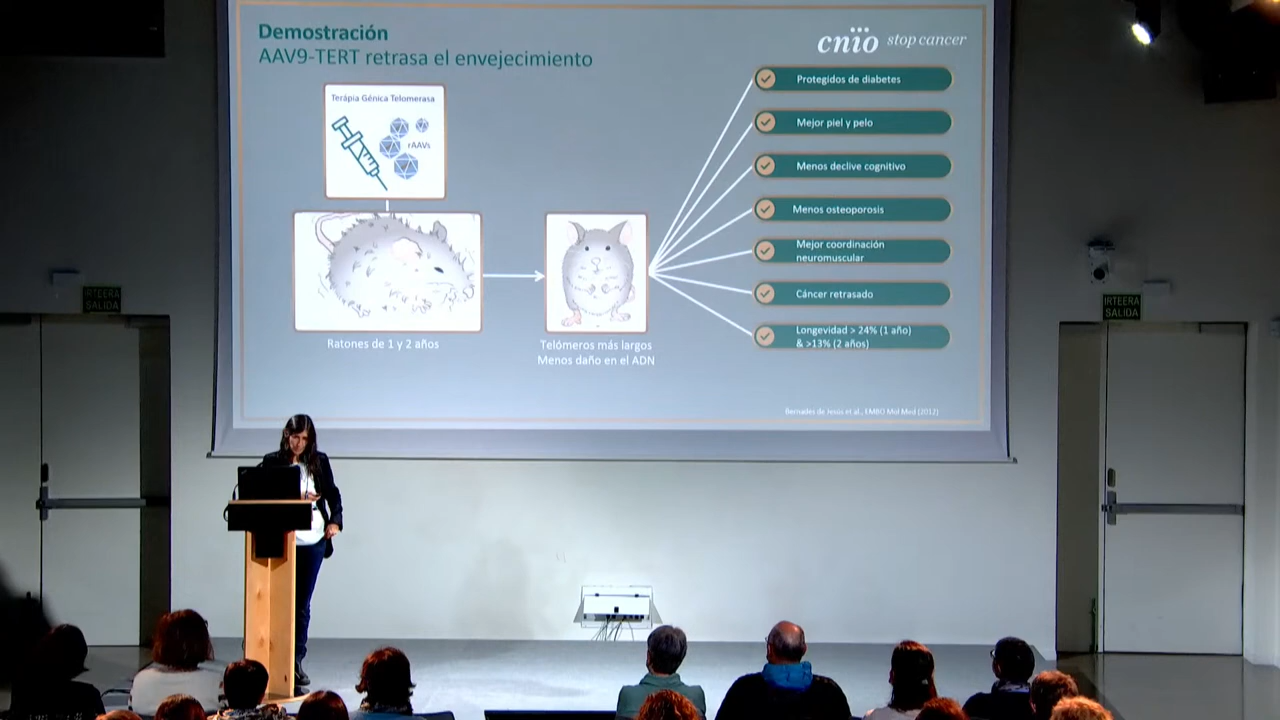 Demostración
AAV9-TERT retrasa el envejecimiento
cnio stop cancer
Terápia Génica Telomerasa
rAAVs
Ratones de 1 y 2 años
Telómeros más largos
Menos daño en el ADN
Protegidos de diabetes
Mejor piel y pelo
Menos declive cognitivo
Menos osteoporosis
Mejor coordinación
neuromuscular
Cáncer retrasado
Longevidad > 24% (1 año)
& >13% (2 años)
Bernades de Jesús et al., EMBO Mol Med (2012)
IRTEERA
SALIDA
IRTEERA
SALIDA